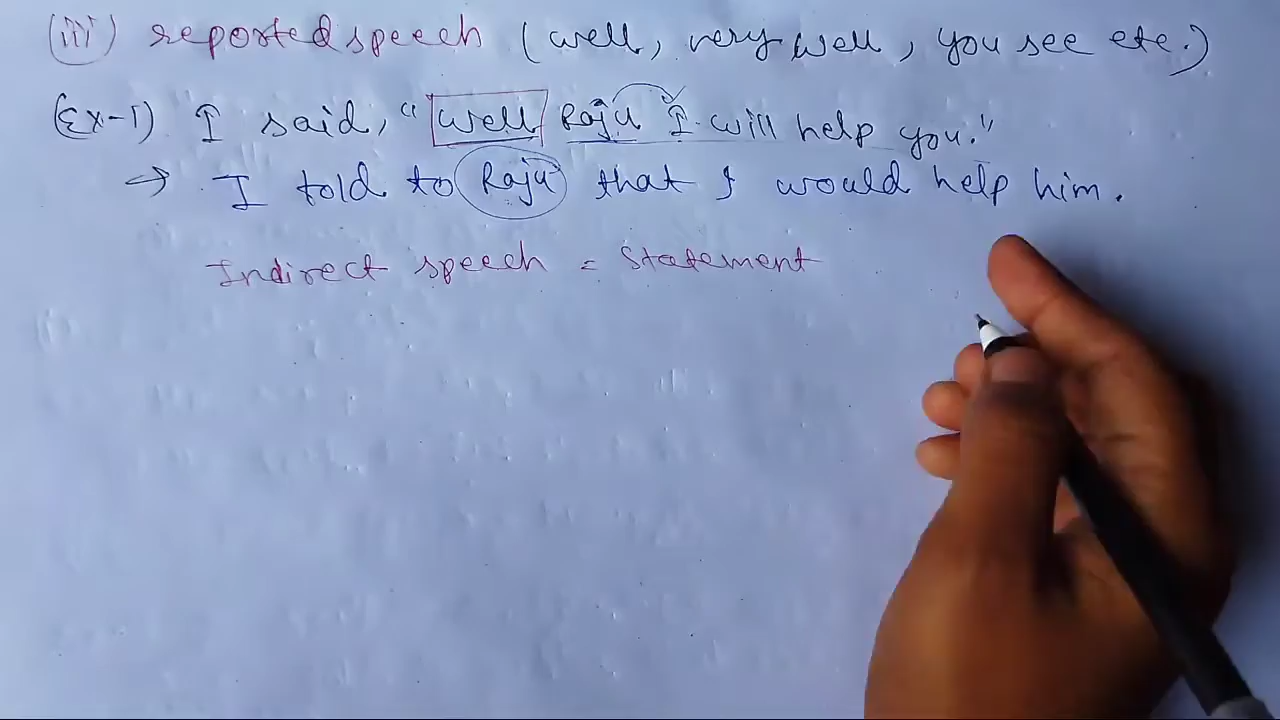 (iii) reported speech (well, very well, you see etc.)
(Ex-1) I said, "Well Raju I will help you."
→ I told to Raju that I would help him.
Indirect speech = Statement